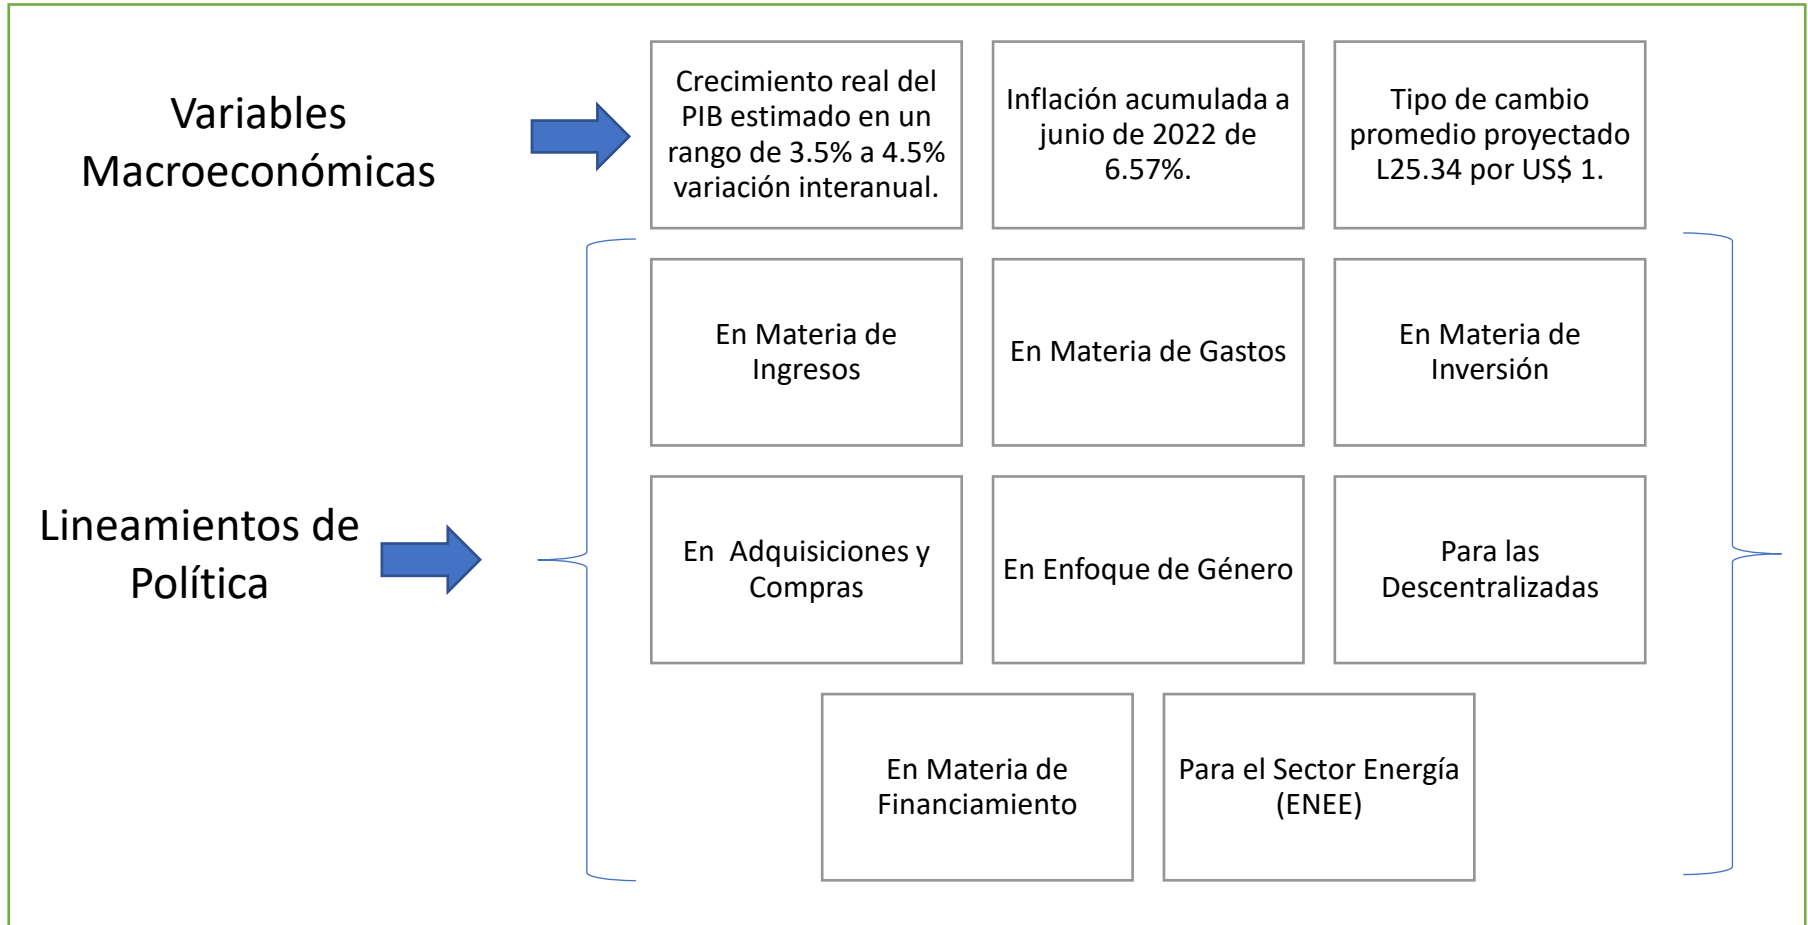 Variables
Macroeconómicas
Crecimiento real del
PIB estimado en un
rango de 3.5% a 4.5%
variación interanual.
Inflación acumulada a
junio de 2022 de
6.57%.
Tipo de cambio
promedio proyectado
L25.34 por US$ 1.
Lineamientos de
Política
En Materia de
Ingresos
En Materia de Gastos
En Materia de
Inversión
En Adquisiciones y
Compras
En Enfoque de Género
Para las
Descentralizadas
En Materia de
Financiamiento
Para el Sector Energía
(ENEE)